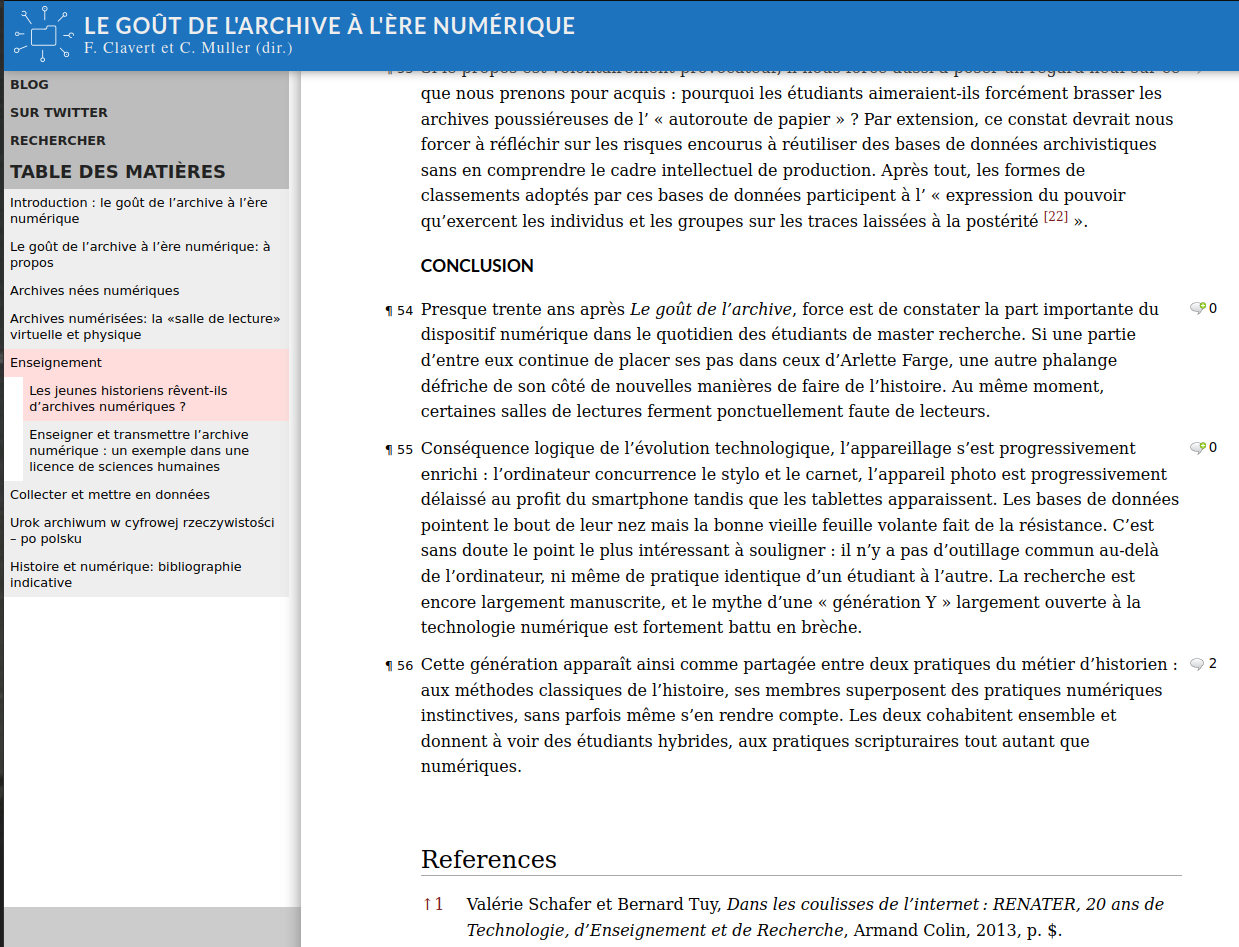 LE GOÛT DE L'ARCHIVE À L'ÈRE NUMÉRIQUE
F. Clavert et C. Muller (dir.)
BLOG
SUR TWITTER
RECHERCHER
TABLE DES MATIÈRES
Introduction : le goût de l’archive à l’ère
numérique
Le goût de l’archive à l’ère numérique: à
propos
Archives nées numériques
Archives numérisées: la «salle de lecture»
virtuelle et physique
Enseignement
Les jeunes historiens rêvent-ils
d’archives numériques ?
Enseigner et transmettre l’archive
numérique : un exemple dans une
licence de sciences humaines
Collecter et mettre en données
Urok archiwum w cyfrowej rzeczywistości
– po polsku
Histoire et numérique: bibliographie
indicative
que nous prenons pour acquis : pourquoi les étudiants aimeraient-ils forcément brasser les
archives poussiéreuses de l’ « autoroute de papier » ? Par extension, ce constat devrait nous
forcer à réfléchir sur les risques encourus à réutiliser des bases de données archivistiques
sans en comprendre le cadre intellectuel de production. Après tout, les formes de
classements adoptés par ces bases de données participent à l’ « expression du pouvoir
qu’exercent les individus et les groupes sur les traces laissées à la postérité [22] ».
CONCLUSION
¶ 54 Presque trente ans après Le goût de l’archive, force est de constater la part importante du 0
dispositif numérique dans le quotidien des étudiants de master recherche. Si une partie
d’entre eux continue de placer ses pas dans ceux d’Arlette Farge, une autre phalange
défriche de son côté de nouvelles manières de faire de l’histoire. Au même moment,
certaines salles de lectures ferment ponctuellement faute de lecteurs.
¶ 55 Conséquence logique de l’évolution technologique, l’appareillage s’est progressivement 0
enrichi : l’ordinateur concurrence le stylo et le carnet, l’appareil photo est progressivement
délaissé au profit du smartphone tandis que les tablettes apparaissent. Les bases de données
pointent le bout de leur nez mais la bonne vieille feuille volante fait de la résistance. C’est
sans doute le point le plus intéressant à souligner : il n’y a pas d’outillage commun au-delà
de l’ordinateur, ni même de pratique identique d’un étudiant à l’autre. La recherche est
encore largement manuscrite, et le mythe d’une « génération Y » largement ouverte à la
technologie numérique est fortement battu en brèche.
¶ 56 Cette génération apparaît ainsi comme partagée entre deux pratiques du métier d’historien : 2
aux méthodes classiques de l’histoire, ses membres superposent des pratiques numériques
instinctives, sans parfois même s’en rendre compte. Les deux cohabitent ensemble et
donnent à voir des étudiants hybrides, aux pratiques scripturaires tout autant que
numériques.
References
↑1 Valérie Schafer et Bernard Tuy, Dans les coulisses de l’internet : RENATER, 20 ans de
Technologie, d’Enseignement et de Recherche, Armand Colin, 2013, p. $.